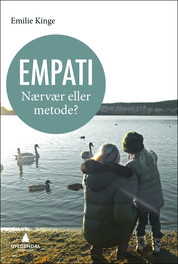 Emilie Kinge
EMPATI
Nærvær eller
metode?
GYLDENDAL